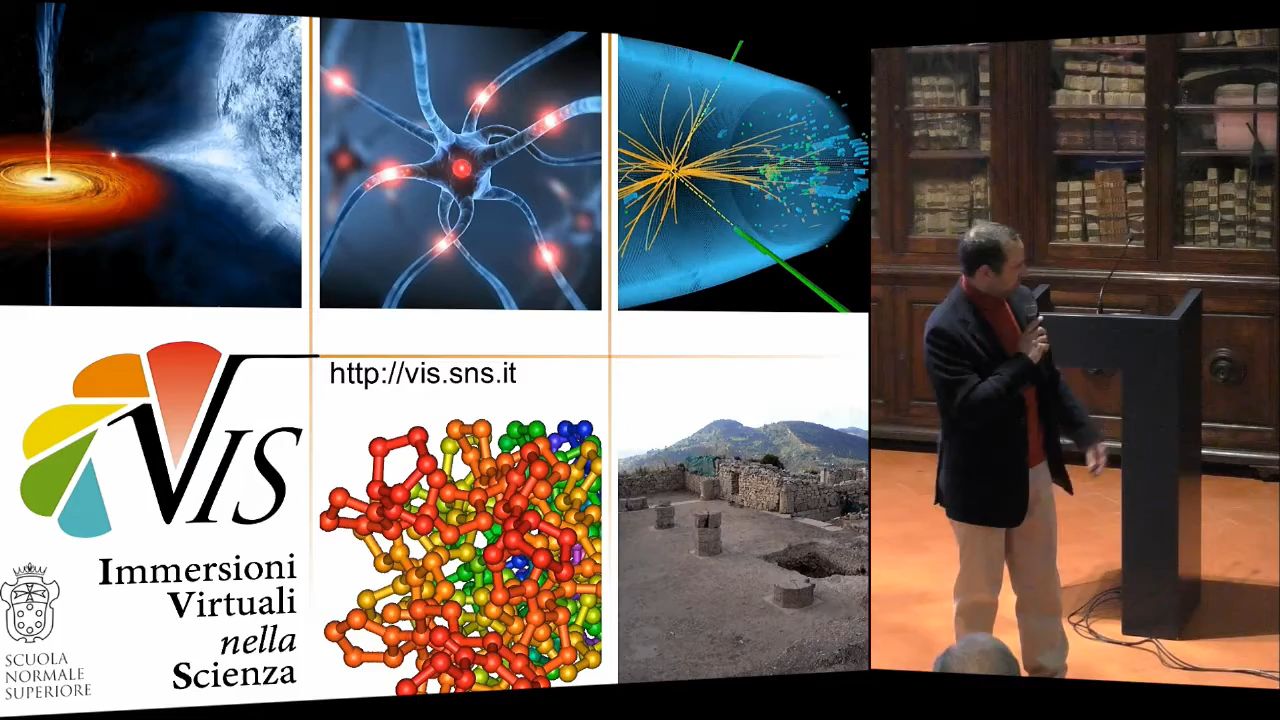 http://vis.sns.it
VIS
Immersioni
Virtuali
nella
Scienza
SCUOLA
NORMALE
SUPERIORE